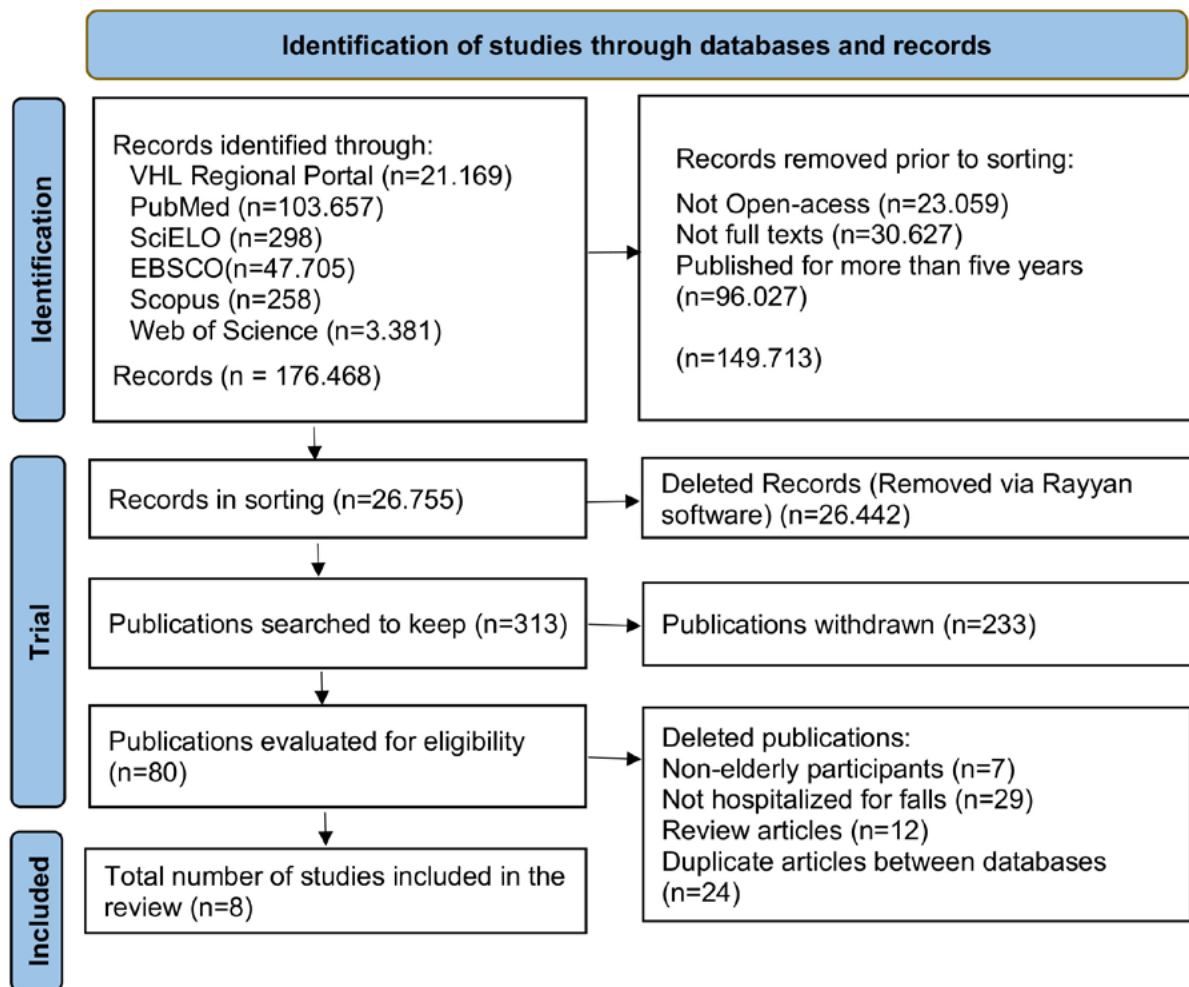 Identification of studies through databases and records
Identification
Records identified through:
VHL Regional Portal (n=21.169)
PubMed (n=103.657)
SciELO (n=298)
EBSCO(n=47.705)
Scopus (n=258)
Web of Science (n=3.381)
Records (n = 176.468)
Records removed prior to sorting:
Not Open-acess (n=23.059)
Not full texts (n=30.627)
Published for more than five years
(n=96.027)
(n=149.713)
Trial
Records in sorting (n=26.755)
Deleted Records (Removed via Rayyan
software) (n=26.442)
Publications searched to keep (n=313)
Publications withdrawn (n=233)
Publications evaluated for eligibility
(n=80)
Deleted publications:
Non-elderly participants (n=7)
Not hospitalized for falls (n=29)
Review articles (n=12)
Duplicate articles between databases
(n=24)
Included
Total number of studies included in the
review (n=8)